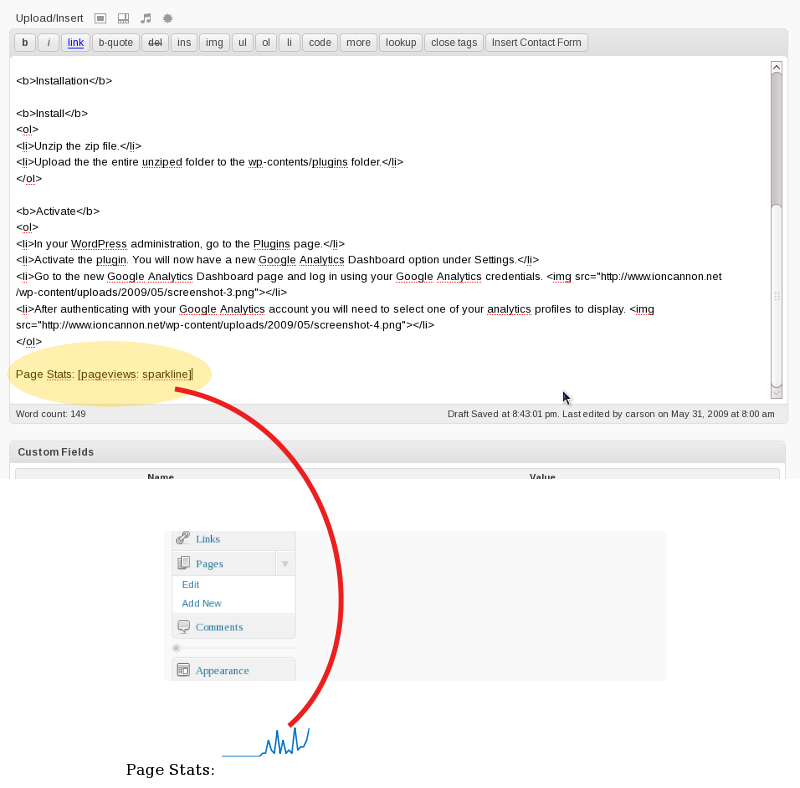 Upload/Insert
b i link b-quote del ins img ul ol li code more lookup close tags Insert Contact Form
<b>Installation</b>
<b>Install</b>
<ol>
<li>Unzip the zip file.</li>
<li>Upload the the entire unziped folder to the wp-contents/plugins folder.</li>
</ol>
<b>Activate</b>
<ol>
<li>In your WordPress administration, go to the Plugins page.</li>
<li>Activate the plugin. You will now have a new Google Analytics Dashboard option under Settings.</li>
<li>Go to the new Google Analytics Dashboard page and log in using your Google Analytics credentials. <img src="http://www.ioncannon.net
/wp-content/uploads/2009/05/screenshot-3.png"></li>
<li>After authenticating with your Google Analytics account you will need to select one of your analytics profiles to display. <img
src="http://www.ioncannon.net/wp-content/uploads/2009/05/screenshot-4.png"></li>
</ol>
Page Stats: [pageviews: sparkline]
Word count: 149 Draft Saved at 8:43:01 pm. Last edited by carson on May 31, 2009 at 8:00 am
Custom Fields
Name Value
Links
Pages
Edit
Add New
Comments
Appearance
Page Stats: